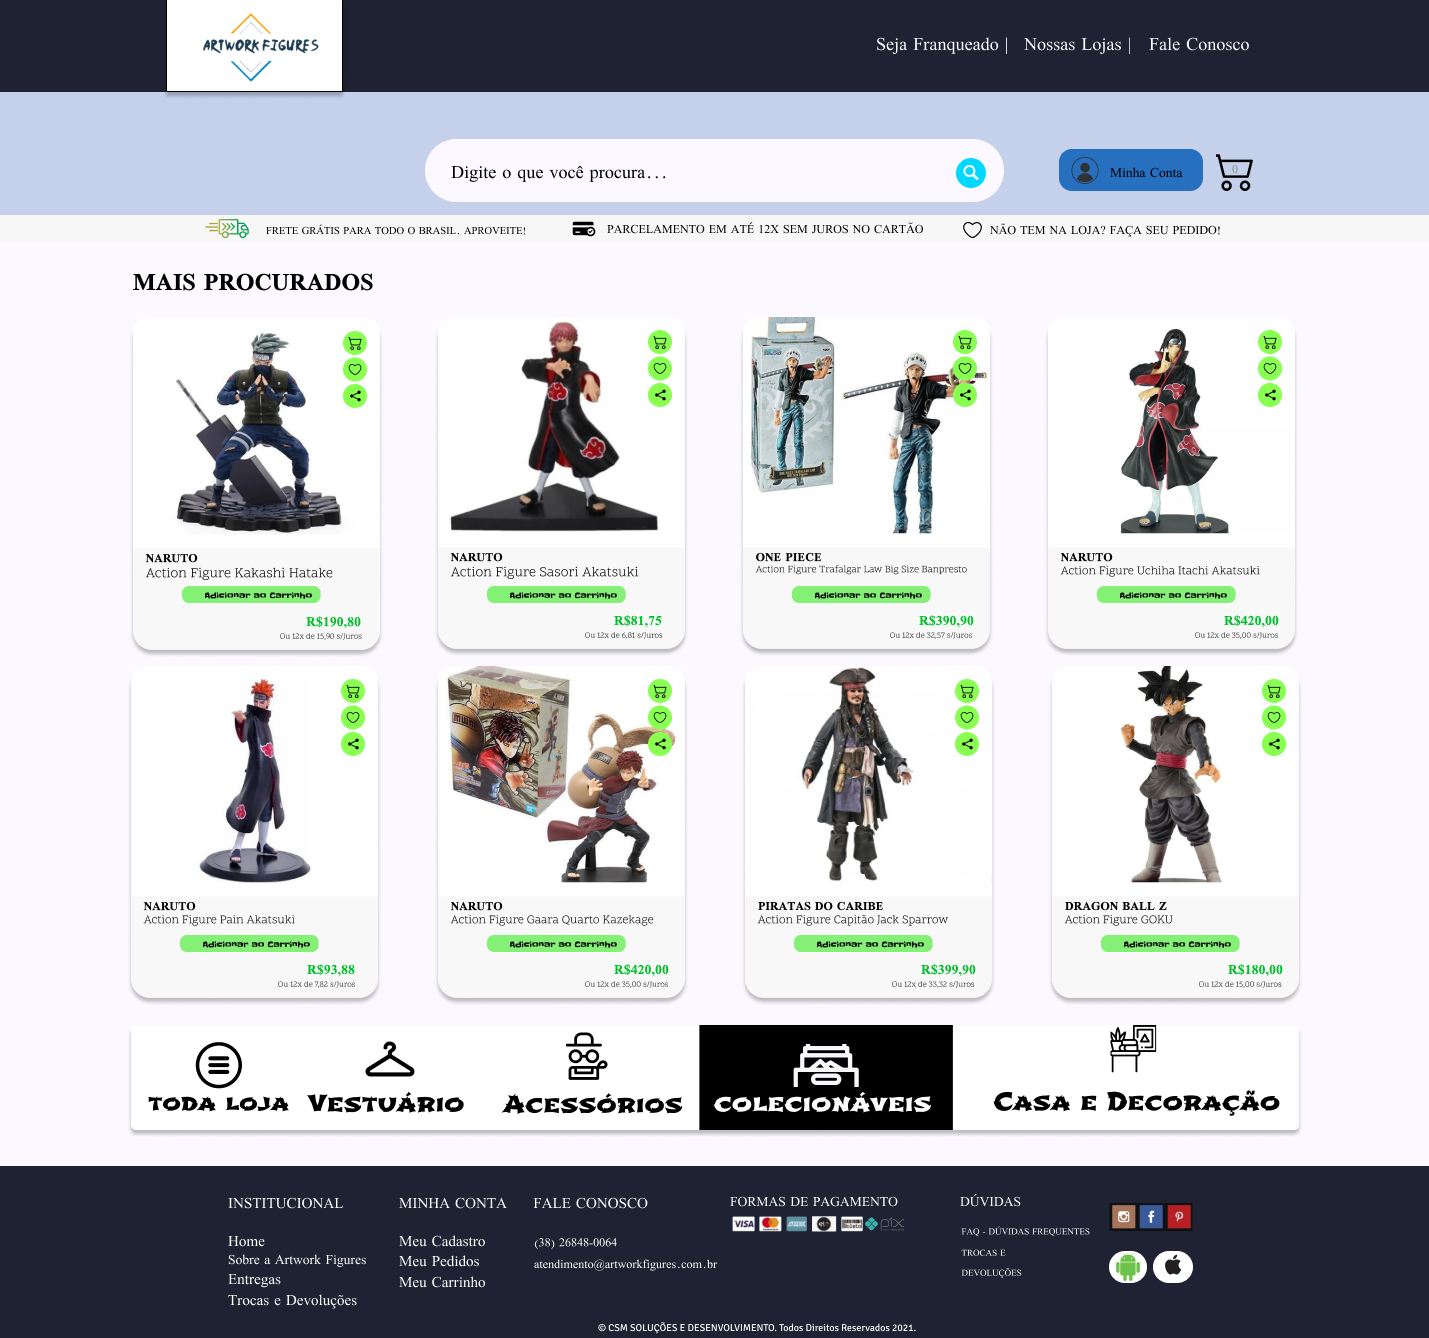 ARTWORK FIGURES
Seja Franqueado | Nossas Lojas | Fale Conosco
Digite o que você procura...
Minha Conta
0
FRETE GRÁTIS PARA TODO O BRASIL. APROVEITE!
PARCELAMENTO EM ATÉ 12X SEM JUROS NO CARTÃO
NÃO TEM NA LOJA? FAÇA SEU PEDIDO!
MAIS PROCURADOS
NARUTO
Action Figure Kakashi Hatake
Adicionar ao Carrinho
R$190,80
Ou 12x de 15,90 s/Juros
NARUTO
Action Figure Sasori Akatsuki
Adicionar ao Carrinho
R$81,75
Ou 12x de 6,81 s/Juros
ONE PIECE
Action Figure Trafalgar Law Big Size Banpresto
Adicionar ao Carrinho
R$390,90
Ou 12x de 32,57 s/Juros
NARUTO
Action Figure Uchiha Itachi Akatsuki
Adicionar ao Carrinho
R$420,00
Ou 12x de 35,00 s/Juros
NARUTO
Action Figure Pain Akatsuki
Adicionar ao Carrinho
R$93,88
Ou 12x de 7,82 s/Juros
NARUTO
Action Figure Gaara Quarto Kazekage
Adicionar ao Carrinho
R$420,00
Ou 12x de 35,00 s/Juros
PIRATAS DO CARIBE
Action Figure Capitão Jack Sparrow
Adicionar ao Carrinho
R$399,90
Ou 12x de 33,32 s/Juros
DRAGON BALL Z
Action Figure GOKU
Adicionar ao Carrinho
R$180,00
Ou 12x de 15,00 s/Juros
TODA LOJA
VESTUÁRIO
ACESSÓRIOS
COLECIONÁVEIS
CASA E DECORAÇÃO
INSTITUCIONAL
Home
Sobre a Artwork Figures
Entregas
Trocas e Devoluções
MINHA CONTA
Meu Cadastro
Meu Pedidos
Meu Carrinho
FALE CONOSCO
(38) 26848-0064
atendimento@artworkfigures.com.br
FORMAS DE PAGAMENTO
VISA
elo
Boleto
pix
DÚVIDAS
FAQ - DÚVIDAS FREQUENTES
TROCAS E
DEVOLUÇÕES
© CSM SOLUÇÕES E DESENVOLVIMENTO. Todos Direitos Reservados 2021.